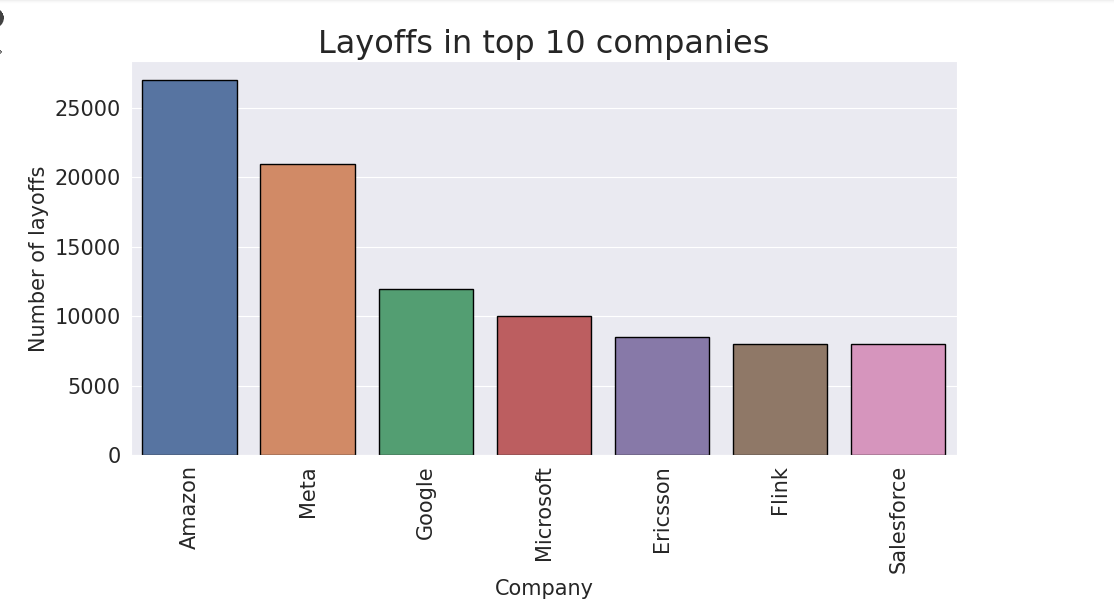 Layoffs in top 10 companies
Number of layoffs
25000
20000
15000
10000
5000
0
Amazon
Meta
Google
Microsoft
Ericsson
Flink
Salesforce
Company